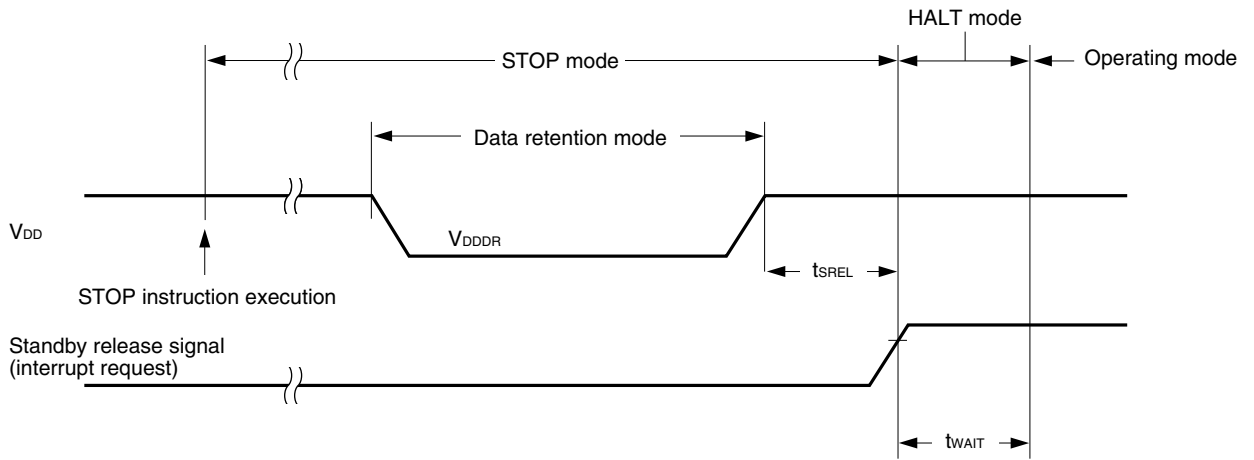 HALT mode
STOP mode
Operating mode
Data retention mode
VDD
VDDDR
tSREL
STOP instruction execution
Standby release signal
(interrupt request)
tWAIT